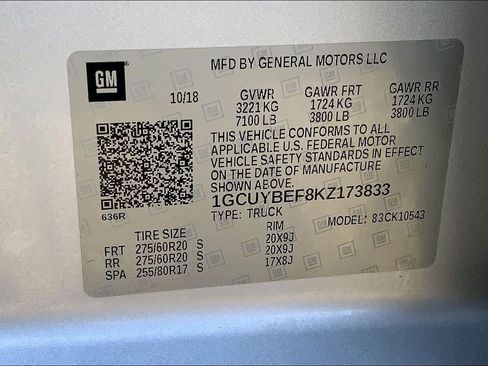 GM
MFD BY GENERAL MOTORS LLC
10/18 GVWR GAWR FRT GAWR RR
3221 KG 1724 KG 1724 KG
7100 LB 3800 LB 3800 LB
THIS VEHICLE CONFORMS TO ALL
APPLICABLE U.S. FEDERAL MOTOR
VEHICLE SAFETY STANDARDS IN EFFECT
ON THE DATE OF MANUFACTURE
SHOWN ABOVE.
1GCUYBEF8KZ173833
636R TYPE: TRUCK MODEL: 83CK10543
TIRE SIZE RIM
FRT 275/60R20 S 20X9J
RR 275/60R20 S 20X9J
SPA 255/80R17 S 17X8J